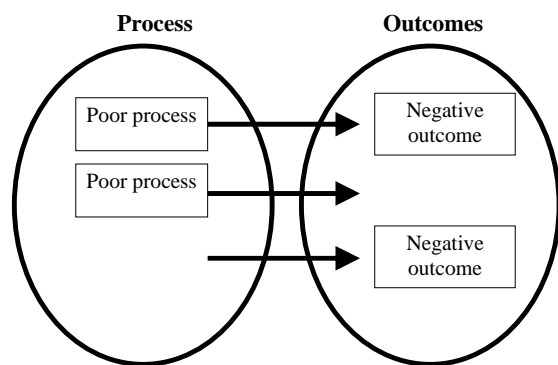 Process
Outcomes
Poor process
Negative
outcome
Poor process
Negative
outcome